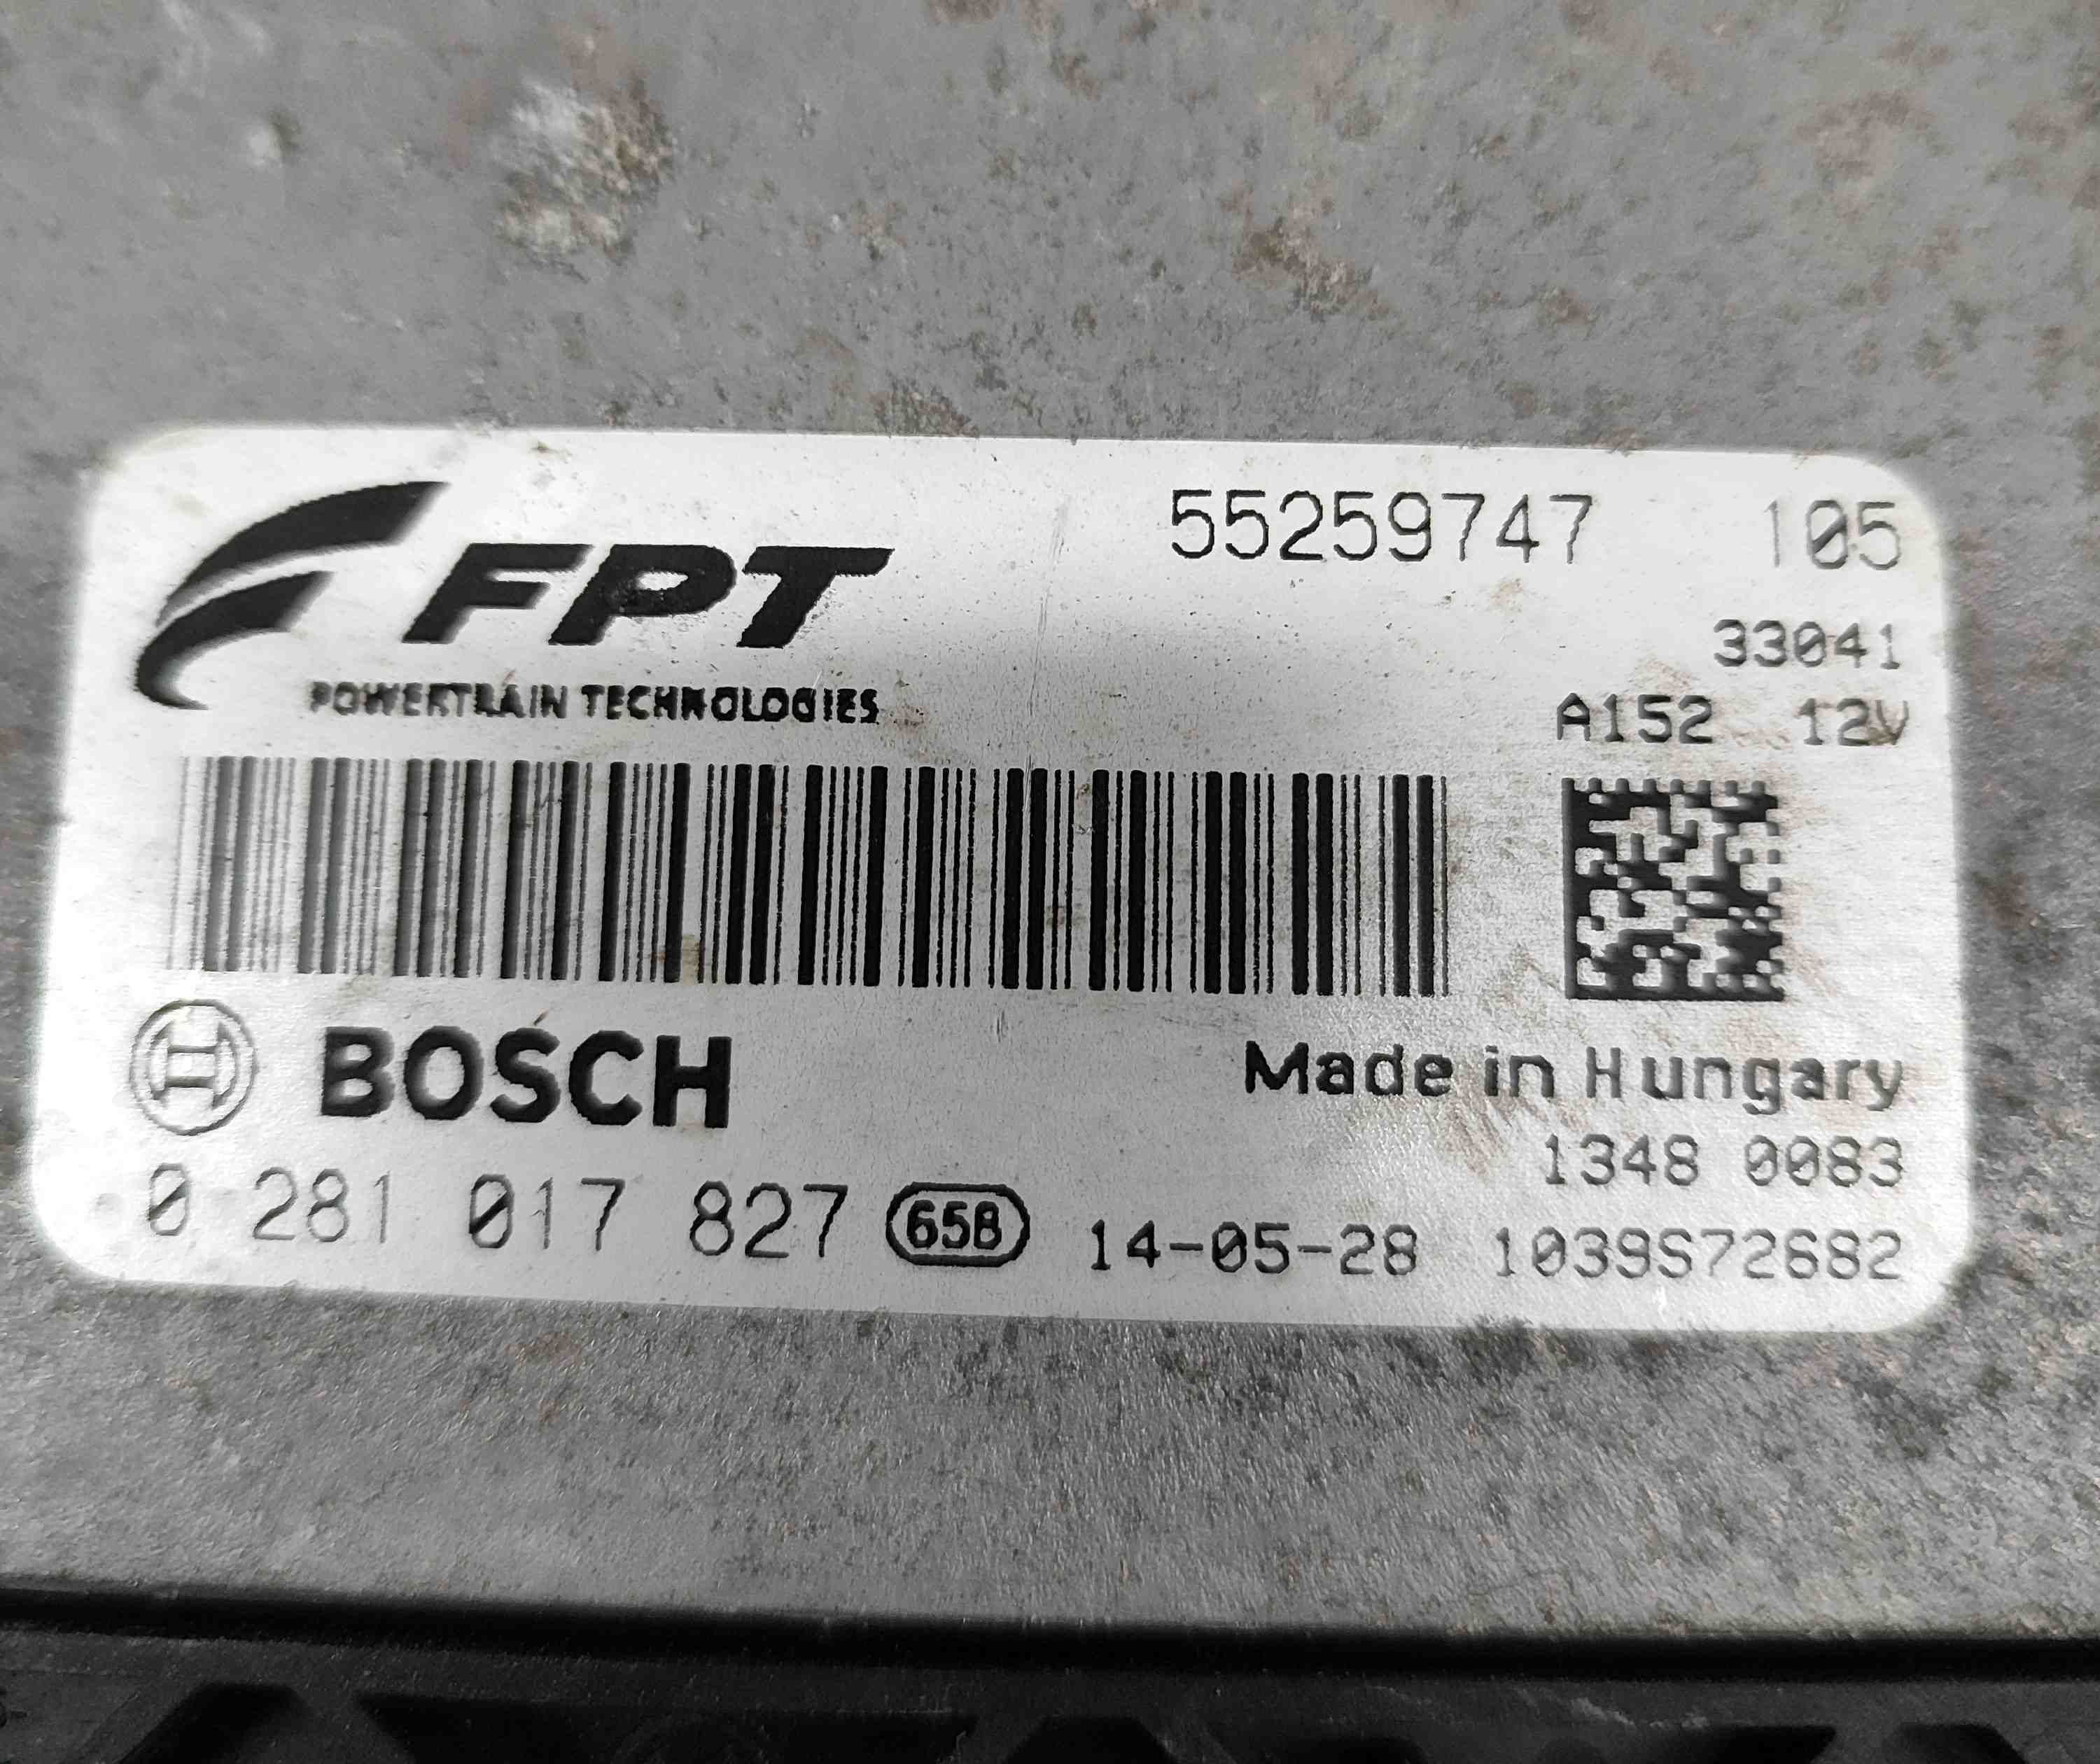 FPT 55259747 105
POWERTRAIN TECHNOLOGIES 33041
A152 12V
BOSCH Made in Hungary
1348 0083
0 281 017 827 65B 14-05-28 1039S72682